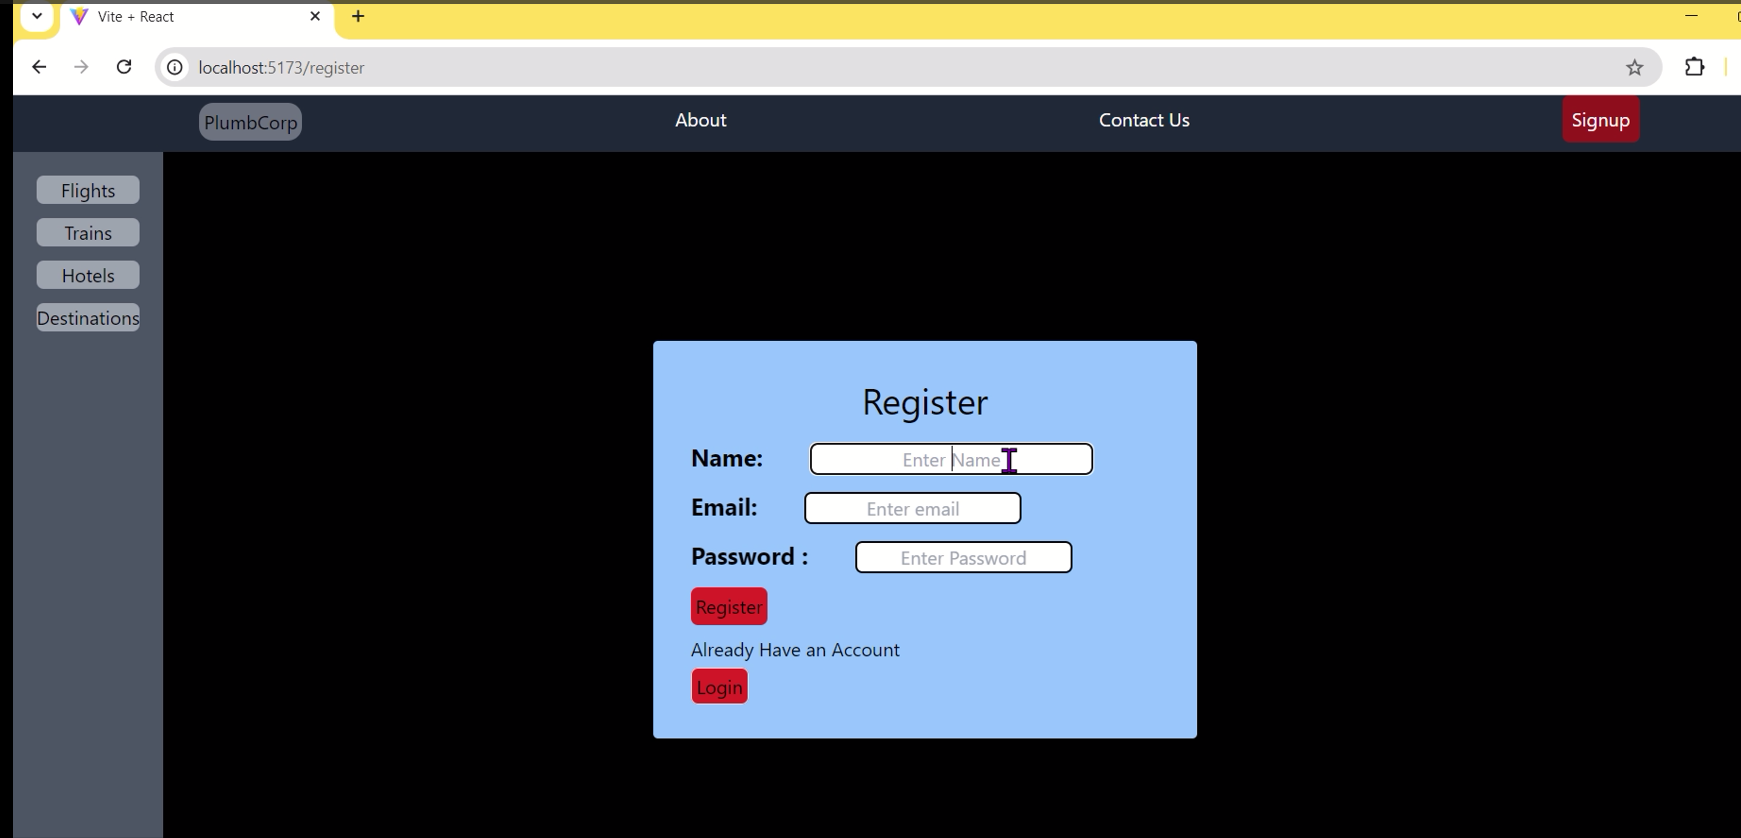 Vite + React
localhost:5173/register
PlumbCorp About Contact Us Signup
Flights
Trains
Hotels
Destinations
Register
Name: Enter Name
Email: Enter email
Password : Enter Password
Register
Already Have an Account
Login